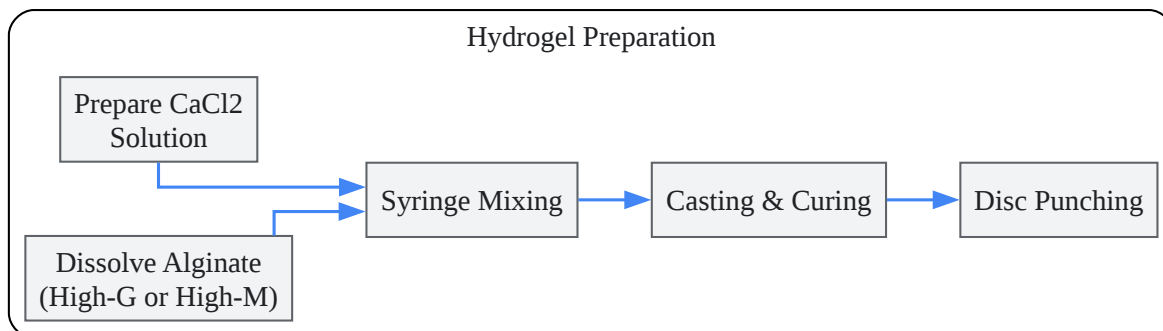 Hydrogel Preparation
Prepare CaCl2
Solution
Dissolve Alginate
(High-G or High-M)
Syringe Mixing
Casting & Curing
Disc Punching